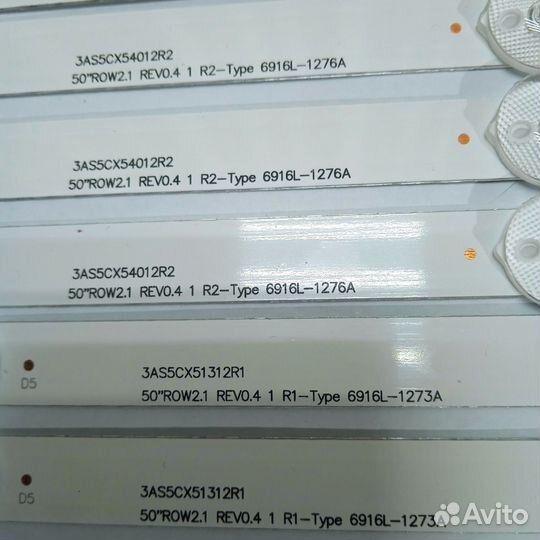 3AS5CX54012R2
50"ROW2.1 REV0.4 1 R2-Type 6916L-1276A
3AS5CX54012R2
50"ROW2.1 REV0.4 1 R2-Type 6916L-1276A
3AS5CX54012R2
50"ROW2.1 REV0.4 1 R2-Type 6916L-1276A
D5
3AS5CX51312R1
50"ROW2.1 REV0.4 1 R1-Type 6916L-1273A
D5
3AS5CX51312R1
50"ROW2.1 REV0.4 1 R1-Type 6916L-1273A
Avito